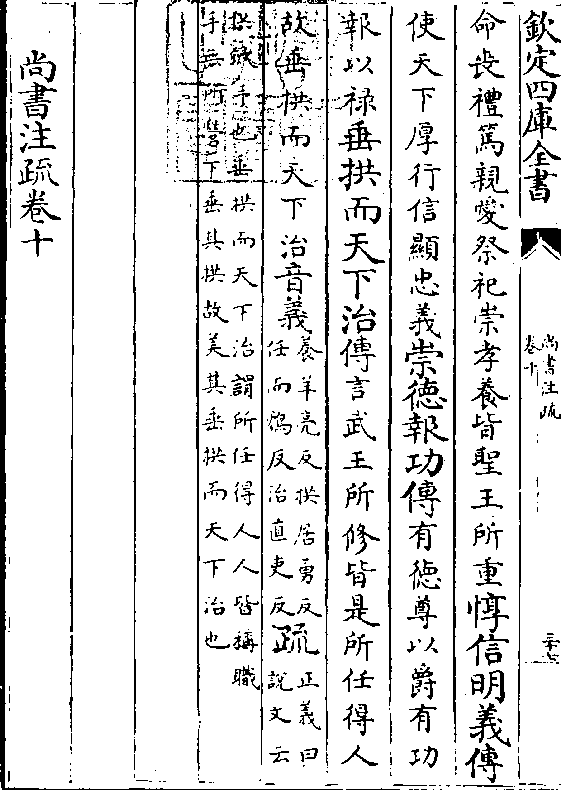 欽定四庫全書
尚書注疏
卷十
三十七
命喪禮篤親愛祭祀崇孝養皆聖王所重惇信明義傳
使天下厚行信顯忠義崇德報功傳有德尊以爵有功
報以祿垂拱而天下治傳言武王所修皆是所任得人
故垂拱而天下治音義養羊亮反拱居勇反
任而鴆反治直吏反疏正義曰
說文云
拱斂手也垂拱而天下治謂所任得人人皆稱職
手無所營下垂其拱故美其垂拱而天下治也
尚書注疏卷十